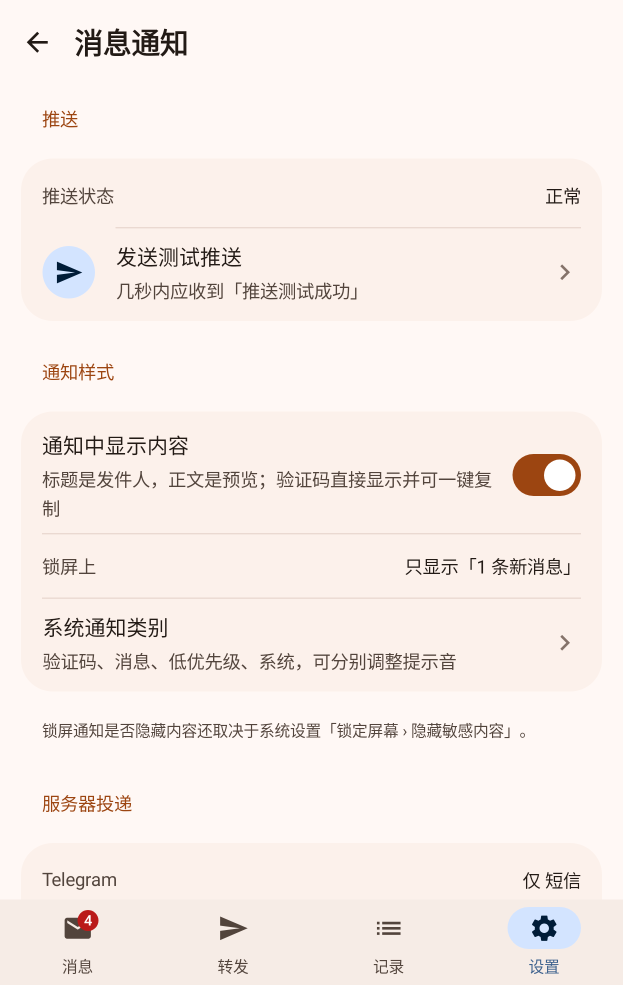 消息通知
推送
推送状态
正常
发送测试推送
几秒内应收到「推送测试成功」
通知样式
通知中显示内容
标题是发件人，正文是预览；验证码直接显示并可一键复
制
锁屏上
只显示「1 条新消息」
系统通知类别
验证码、消息、低优先级、系统，可分别调整提示音
锁屏通知是否隐藏内容还取决于系统设置「锁定屏幕 › 隐藏敏感内容」。
服务器投递
Telegram
仅 短信
4
消息
转发
记录
设置